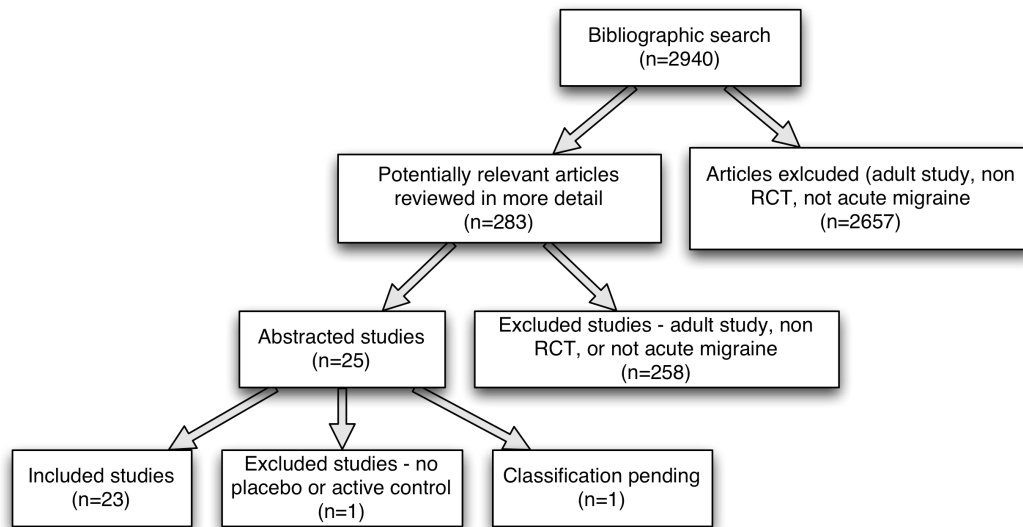 Bibliographic search
(n=2940)
Potentially relevant articles
reviewed in more detail
(n=283)
Articles exlcuded (adult study, non
RCT, not acute migraine
(n=2657)
Abstracted studies
(n=25)
Excluded studies - adult study, non
RCT, or not acute migraine
(n=258)
Included studies
(n=23)
Excluded studies - no
placebo or active control
(n=1)
Classification pending
(n=1)